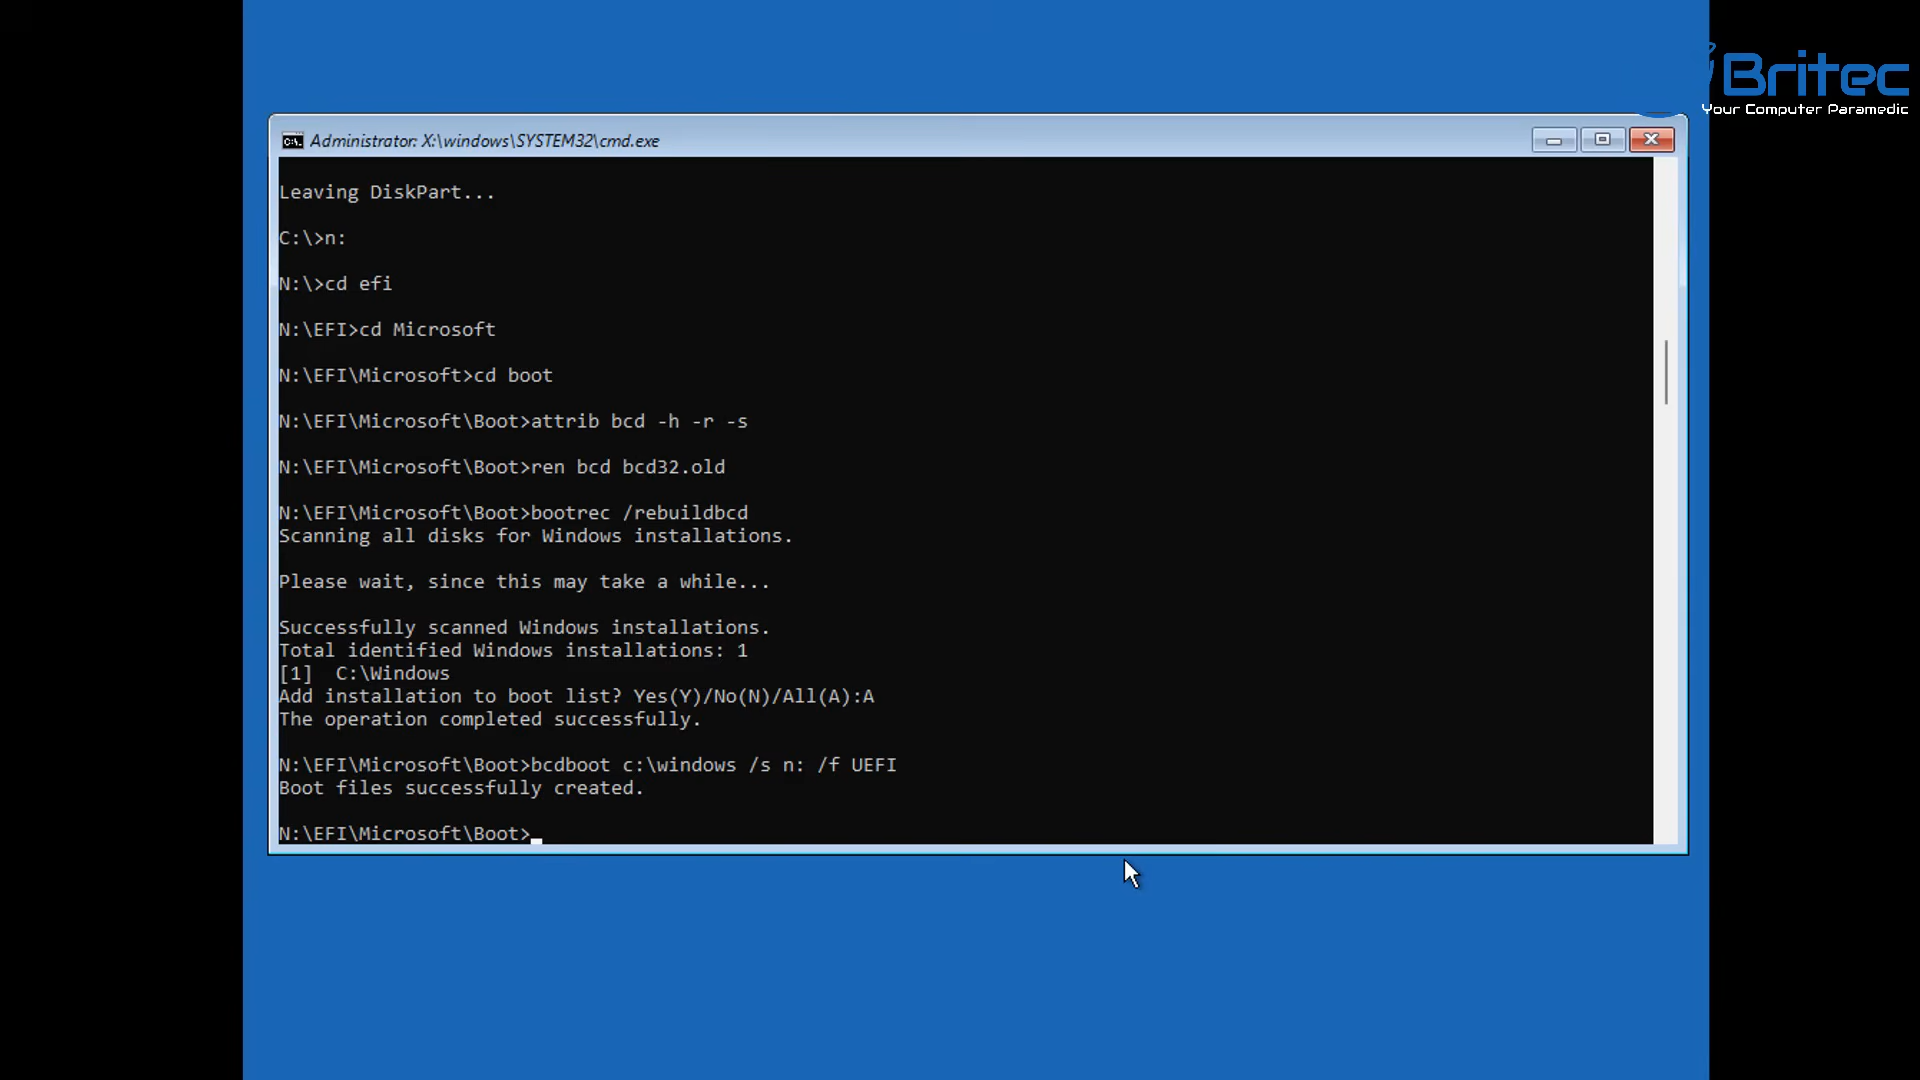 Britec
Your Computer Paramedic
Administrator: X:\windows\SYSTEM32\cmd.exe
Leaving DiskPart...
C:\>n:
N:\>cd efi
N:\EFI>cd Microsoft
N:\EFI\Microsoft>cd boot
N:\EFI\Microsoft\Boot>attrib bcd -h -r -s
N:\EFI\Microsoft\Boot>ren bcd bcd32.old
N:\EFI\Microsoft\Boot>bootrec /rebuildbcd
Scanning all disks for Windows installations.
Please wait, since this may take a while...
Successfully scanned Windows installations.
Total identified Windows installations: 1
[1]  C:\Windows
Add installation to boot list? Yes(Y)/No(N)/All(A):A
The operation completed successfully.
N:\EFI\Microsoft\Boot>bcdboot c:\windows /s n: /f UEFI
Boot files successfully created.
N:\EFI\Microsoft\Boot>